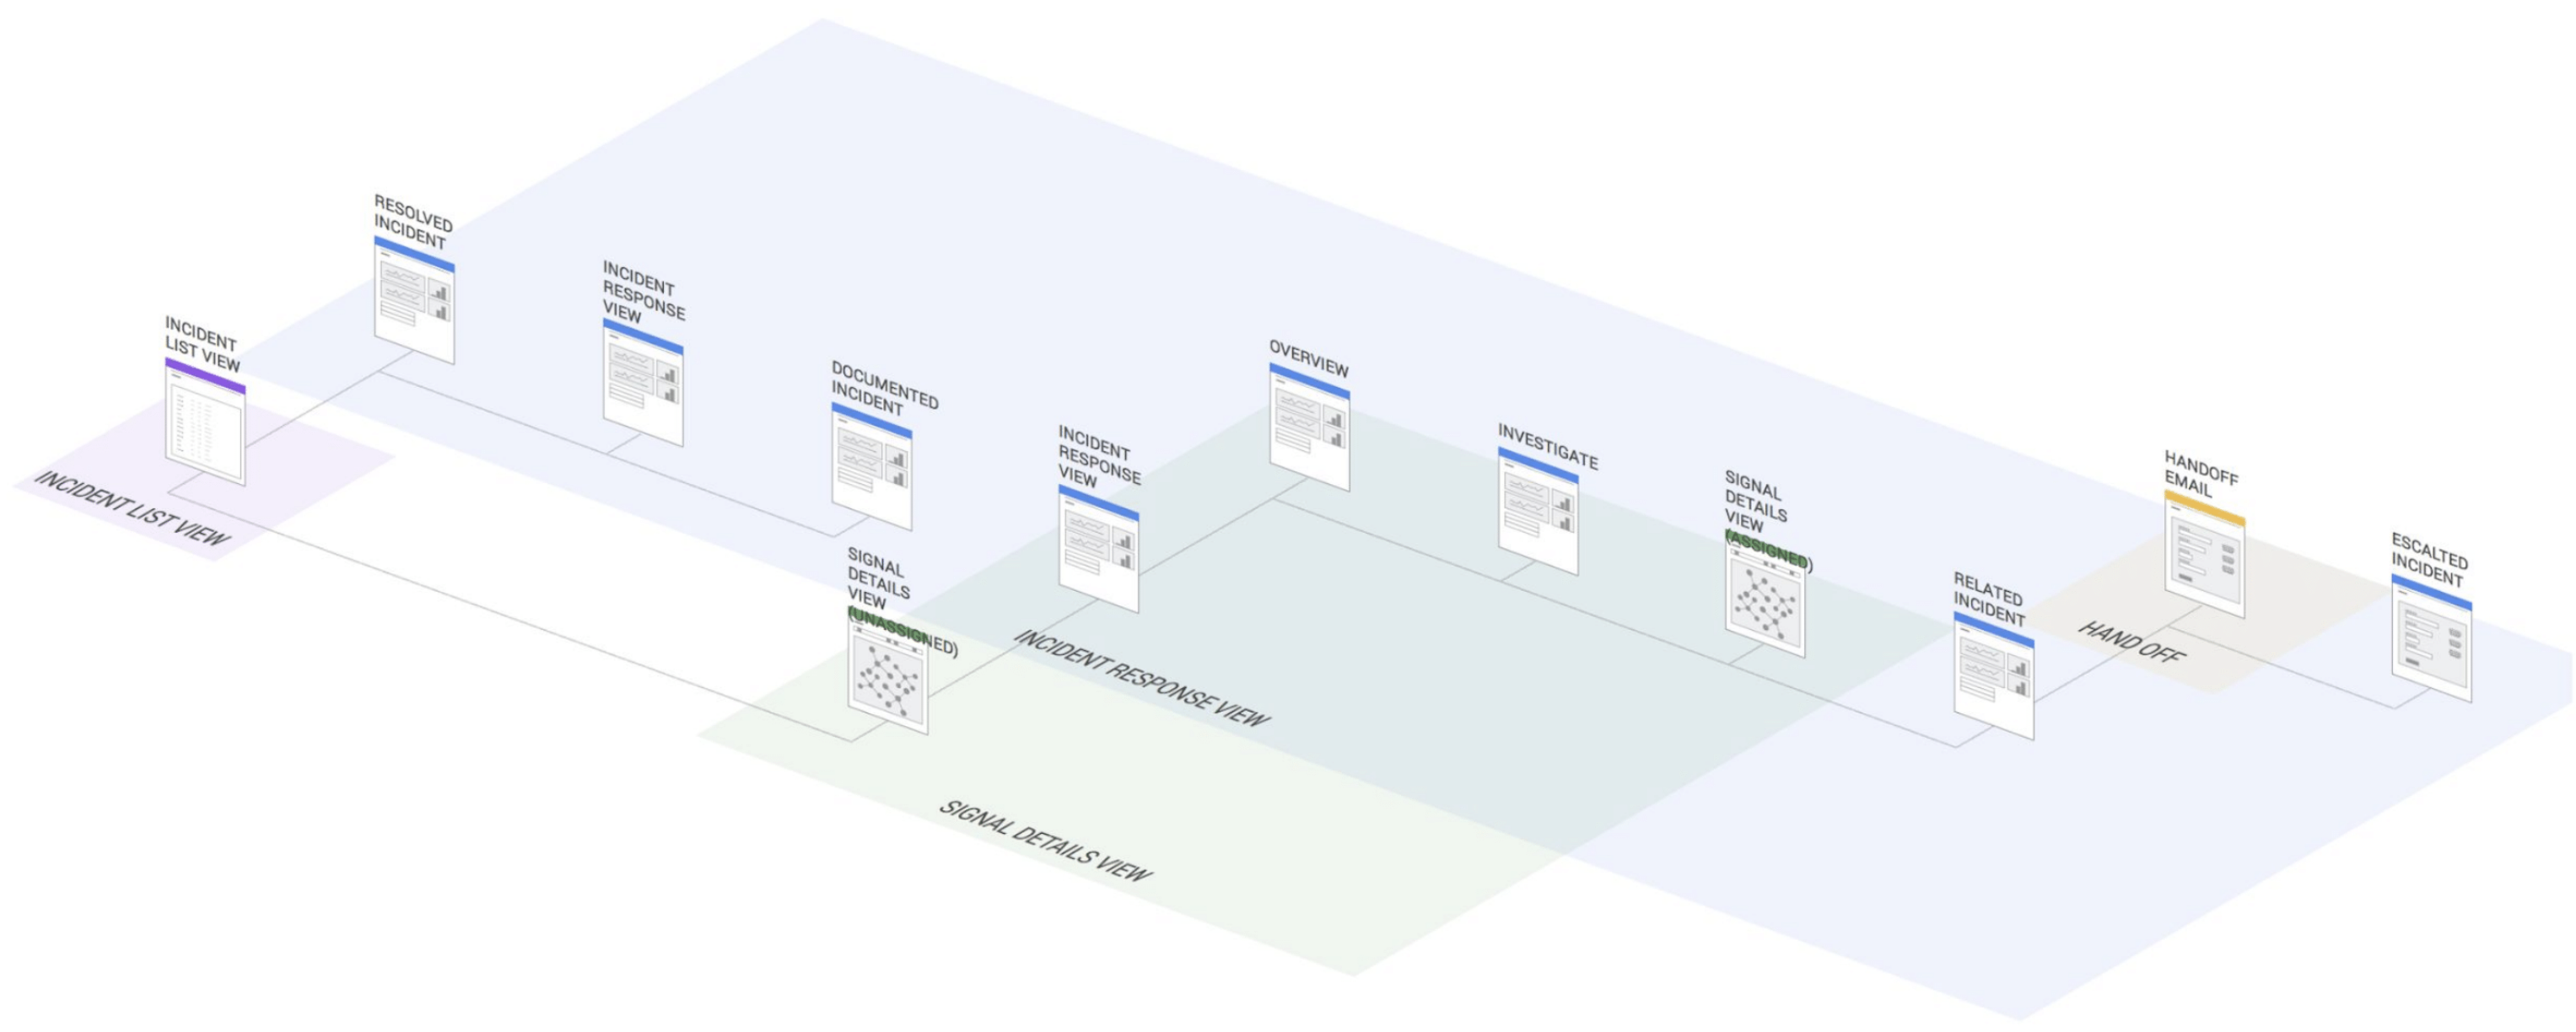 RESOLVED
INCIDENT
INCIDENT
RESPONSE
VIEW
INCIDENT
LIST VIEW
DOCUMENTED
INCIDENT
OVERVIEW
INCIDENT
RESPONSE
VIEW
INVESTIGATE
SIGNAL
DETAILS
VIEW
(ASSIGNED)
HANDOFF
EMAIL
ESCALTED
INCIDENT
SIGNAL
DETAILS
VIEW
(UNASSIGNED)
RELATED
INCIDENT
INCIDENT LIST VIEW
INCIDENT RESPONSE VIEW
HAND OFF
SIGNAL DETAILS VIEW